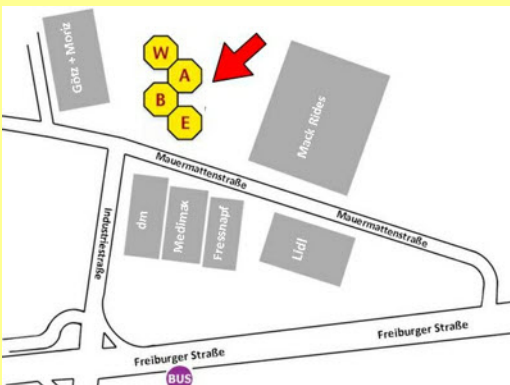 Götz + Moriz
W
A
B
E
Mack Rides
Mauermattenstraße
Mauermattenstraße
Industriestraße
dm
Medimax
Fressnapf
Lidl
Freiburger Straße
Freiburger Straße
BUS